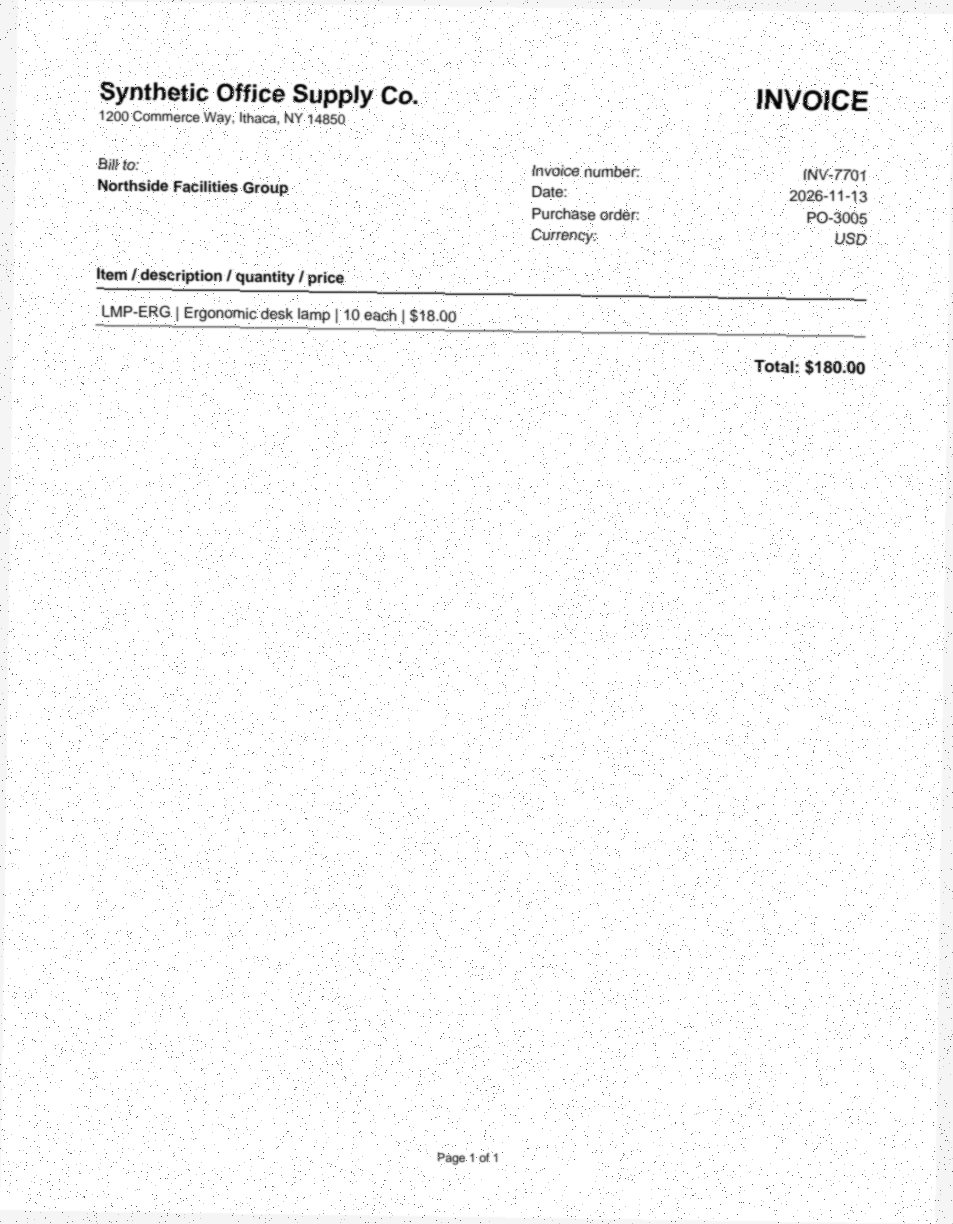 Synthetic Office Supply Co.
1200 Commerce Way, Ithaca, NY 14850
INVOICE
Bill to:
Northside Facilities Group
Invoice number: INV-7701
Date: 2026-11-13
Purchase order: PO-3005
Currency: USD
Item / description / quantity / price
LMP-ERG | Ergonomic desk lamp | 10 each | $18.00
Total: $180.00
Page 1 of 1